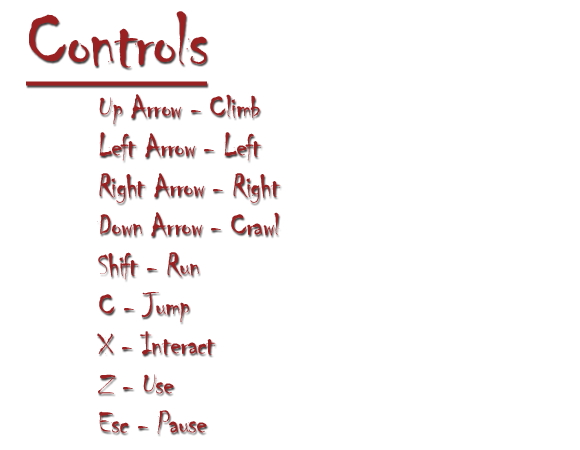 Controls
Up Arrow - Climb
Left Arrow - Left
Right Arrow - Right
Down Arrow - Crawl
Shift - Run
C - Jump
X - Interact
Z - Use
Esc - Pause